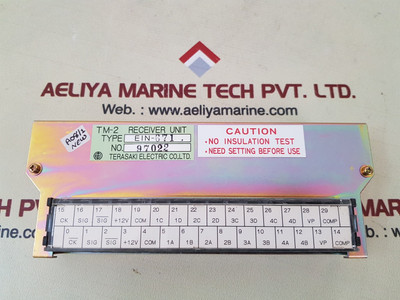 AELIYA MARINE TECH PVT. LTD.
Web. : www.aeliyamarine.com
NEW
TM-2 RECEIVER UNIT
TYPE EIN-571.
NO. 97022
TERASAKI ELECTRIC CO.,LTD.
CAUTION
•NO INSULATION TEST
•NEED SETTING BEFORE USE
15 16 17 18 19 20 21 22 23 24 25 26 27 28 29
CK SIG SIG +12V COM 1C 1D 2C 2D 3C 3D 4C 4D VP COMP
0 1 2 3 4 5 6 7 8 9 10 11 12 13 14
CK SIG SIG +12V COM 1A 1B 2A 2B 3A 3B 4A 4B VP COMP